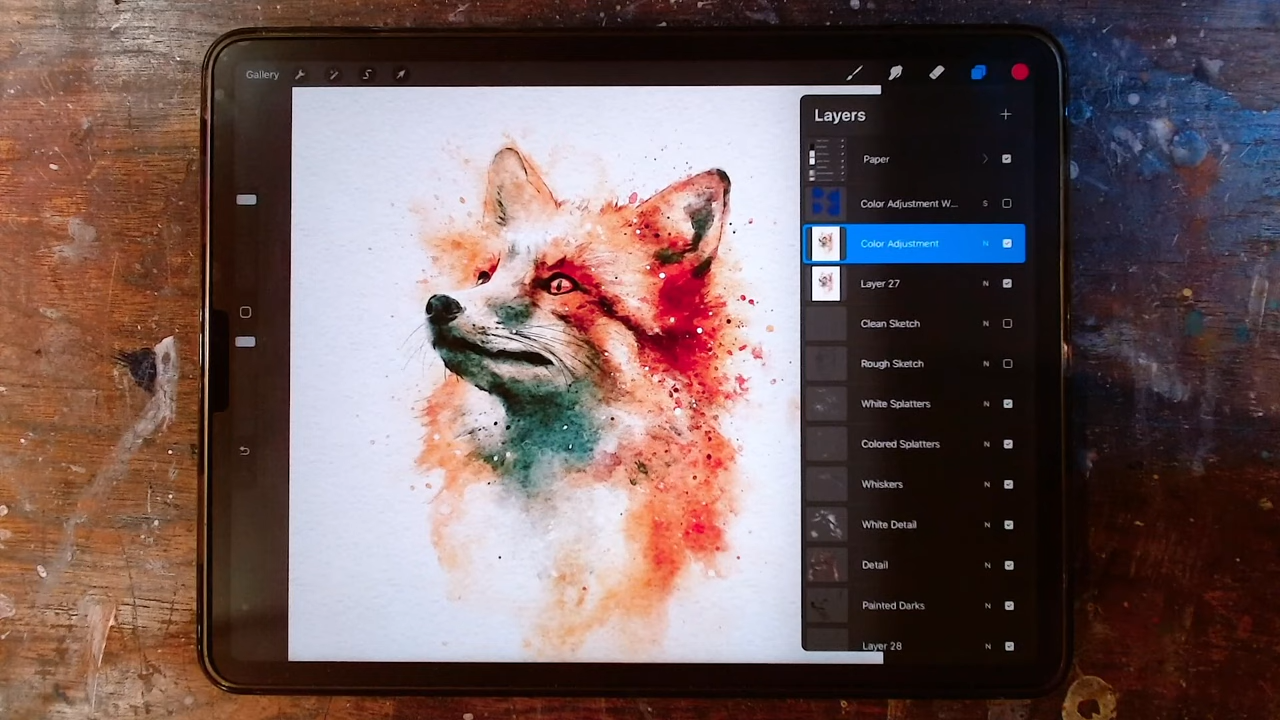 Gallery
Layers
Paper
Color Adjustment W... S
Color Adjustment N
Layer 27 N
Clean Sketch N
Rough Sketch N
White Splatters N
Colored Splatters N
Whiskers N
White Detail N
Detail N
Painted Darks N
Layer 28 N